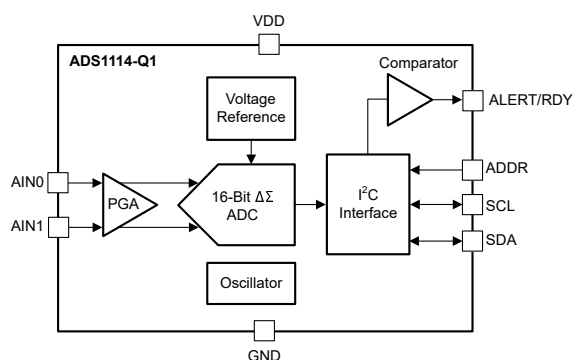 VDD
ADS1114-Q1
Comparator
Voltage
Reference
ALERT/RDY
ADDR
AIN0
PGA
16-Bit ΔΣ
ADC
I²C
Interface
SCL
AIN1
SDA
Oscillator
GND